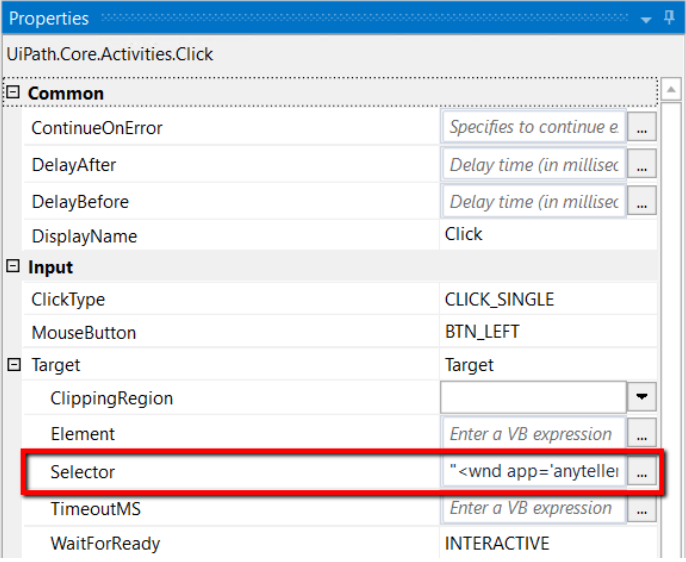 Properties
UiPath.Core.Activities.Click
Common
ContinueOnError Specifies to continue e. ...
DelayAfter Delay time (in millisec ...
DelayBefore Delay time (in millisec ...
DisplayName Click
Input
ClickType CLICK_SINGLE
MouseButton BTN_LEFT
Target Target
ClippingRegion
Element Enter a VB expression ...
Selector "<wnd app='anyteller ...
TimeoutMS Enter a VB expression ...
WaitForReady INTERACTIVE